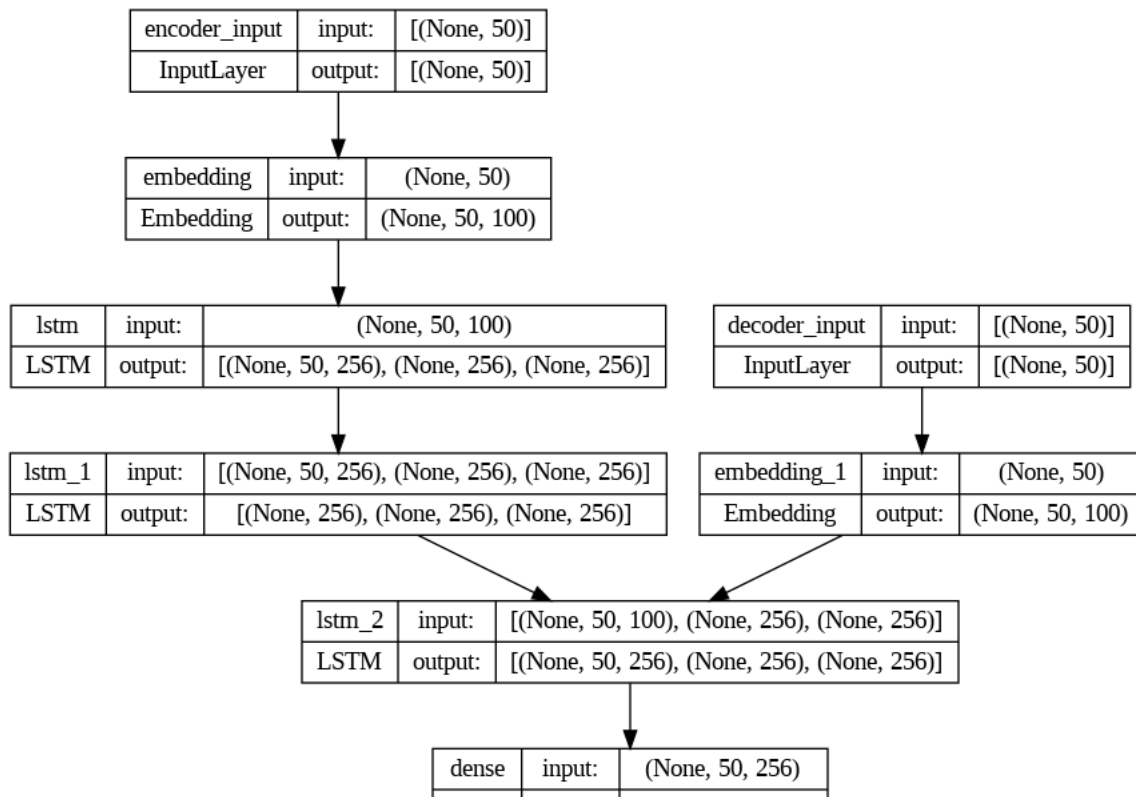 encoder_input input: [(None, 50)]
InputLayer output: [(None, 50)]
embedding input: (None, 50)
Embedding output: (None, 50, 100)
lstm input: (None, 50, 100)
LSTM output: [(None, 50, 256), (None, 256), (None, 256)]
decoder_input input: [(None, 50)]
InputLayer output: [(None, 50)]
lstm_1 input: [(None, 50, 256), (None, 256), (None, 256)]
LSTM output: [(None, 256), (None, 256), (None, 256)]
embedding_1 input: (None, 50)
Embedding output: (None, 50, 100)
lstm_2 input: [(None, 50, 100), (None, 256), (None, 256)]
LSTM output: [(None, 50, 256), (None, 256), (None, 256)]
dense input: (None, 50, 256)